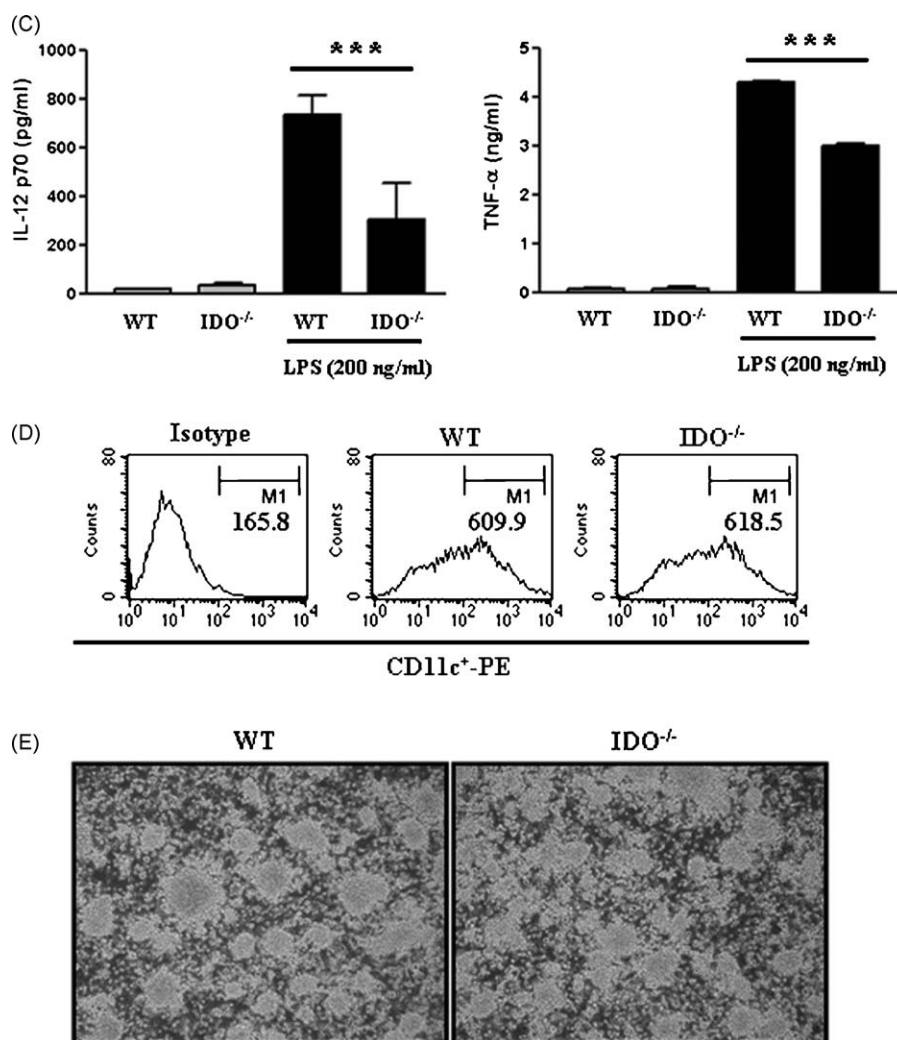 (C)
IL-12 p70 (pg/ml)
1000
800
600
400
200
0
WT
IDO-/-
WT
IDO-/-
LPS (200 ng/ml)
***
TNF-α (ng/ml)
5
4
3
2
1
0
WT
IDO-/-
WT
IDO-/-
LPS (200 ng/ml)
***
(D)
Isotype
Counts
80
0
M1
165.8
10⁰ 10¹ 10² 10³ 10⁴
WT
Counts
80
0
M1
609.9
10⁰ 10¹ 10² 10³ 10⁴
IDO-/-
Counts
80
0
M1
618.5
10⁰ 10¹ 10² 10³ 10⁴
CD11c⁺-PE
(E)
WT
IDO-/-